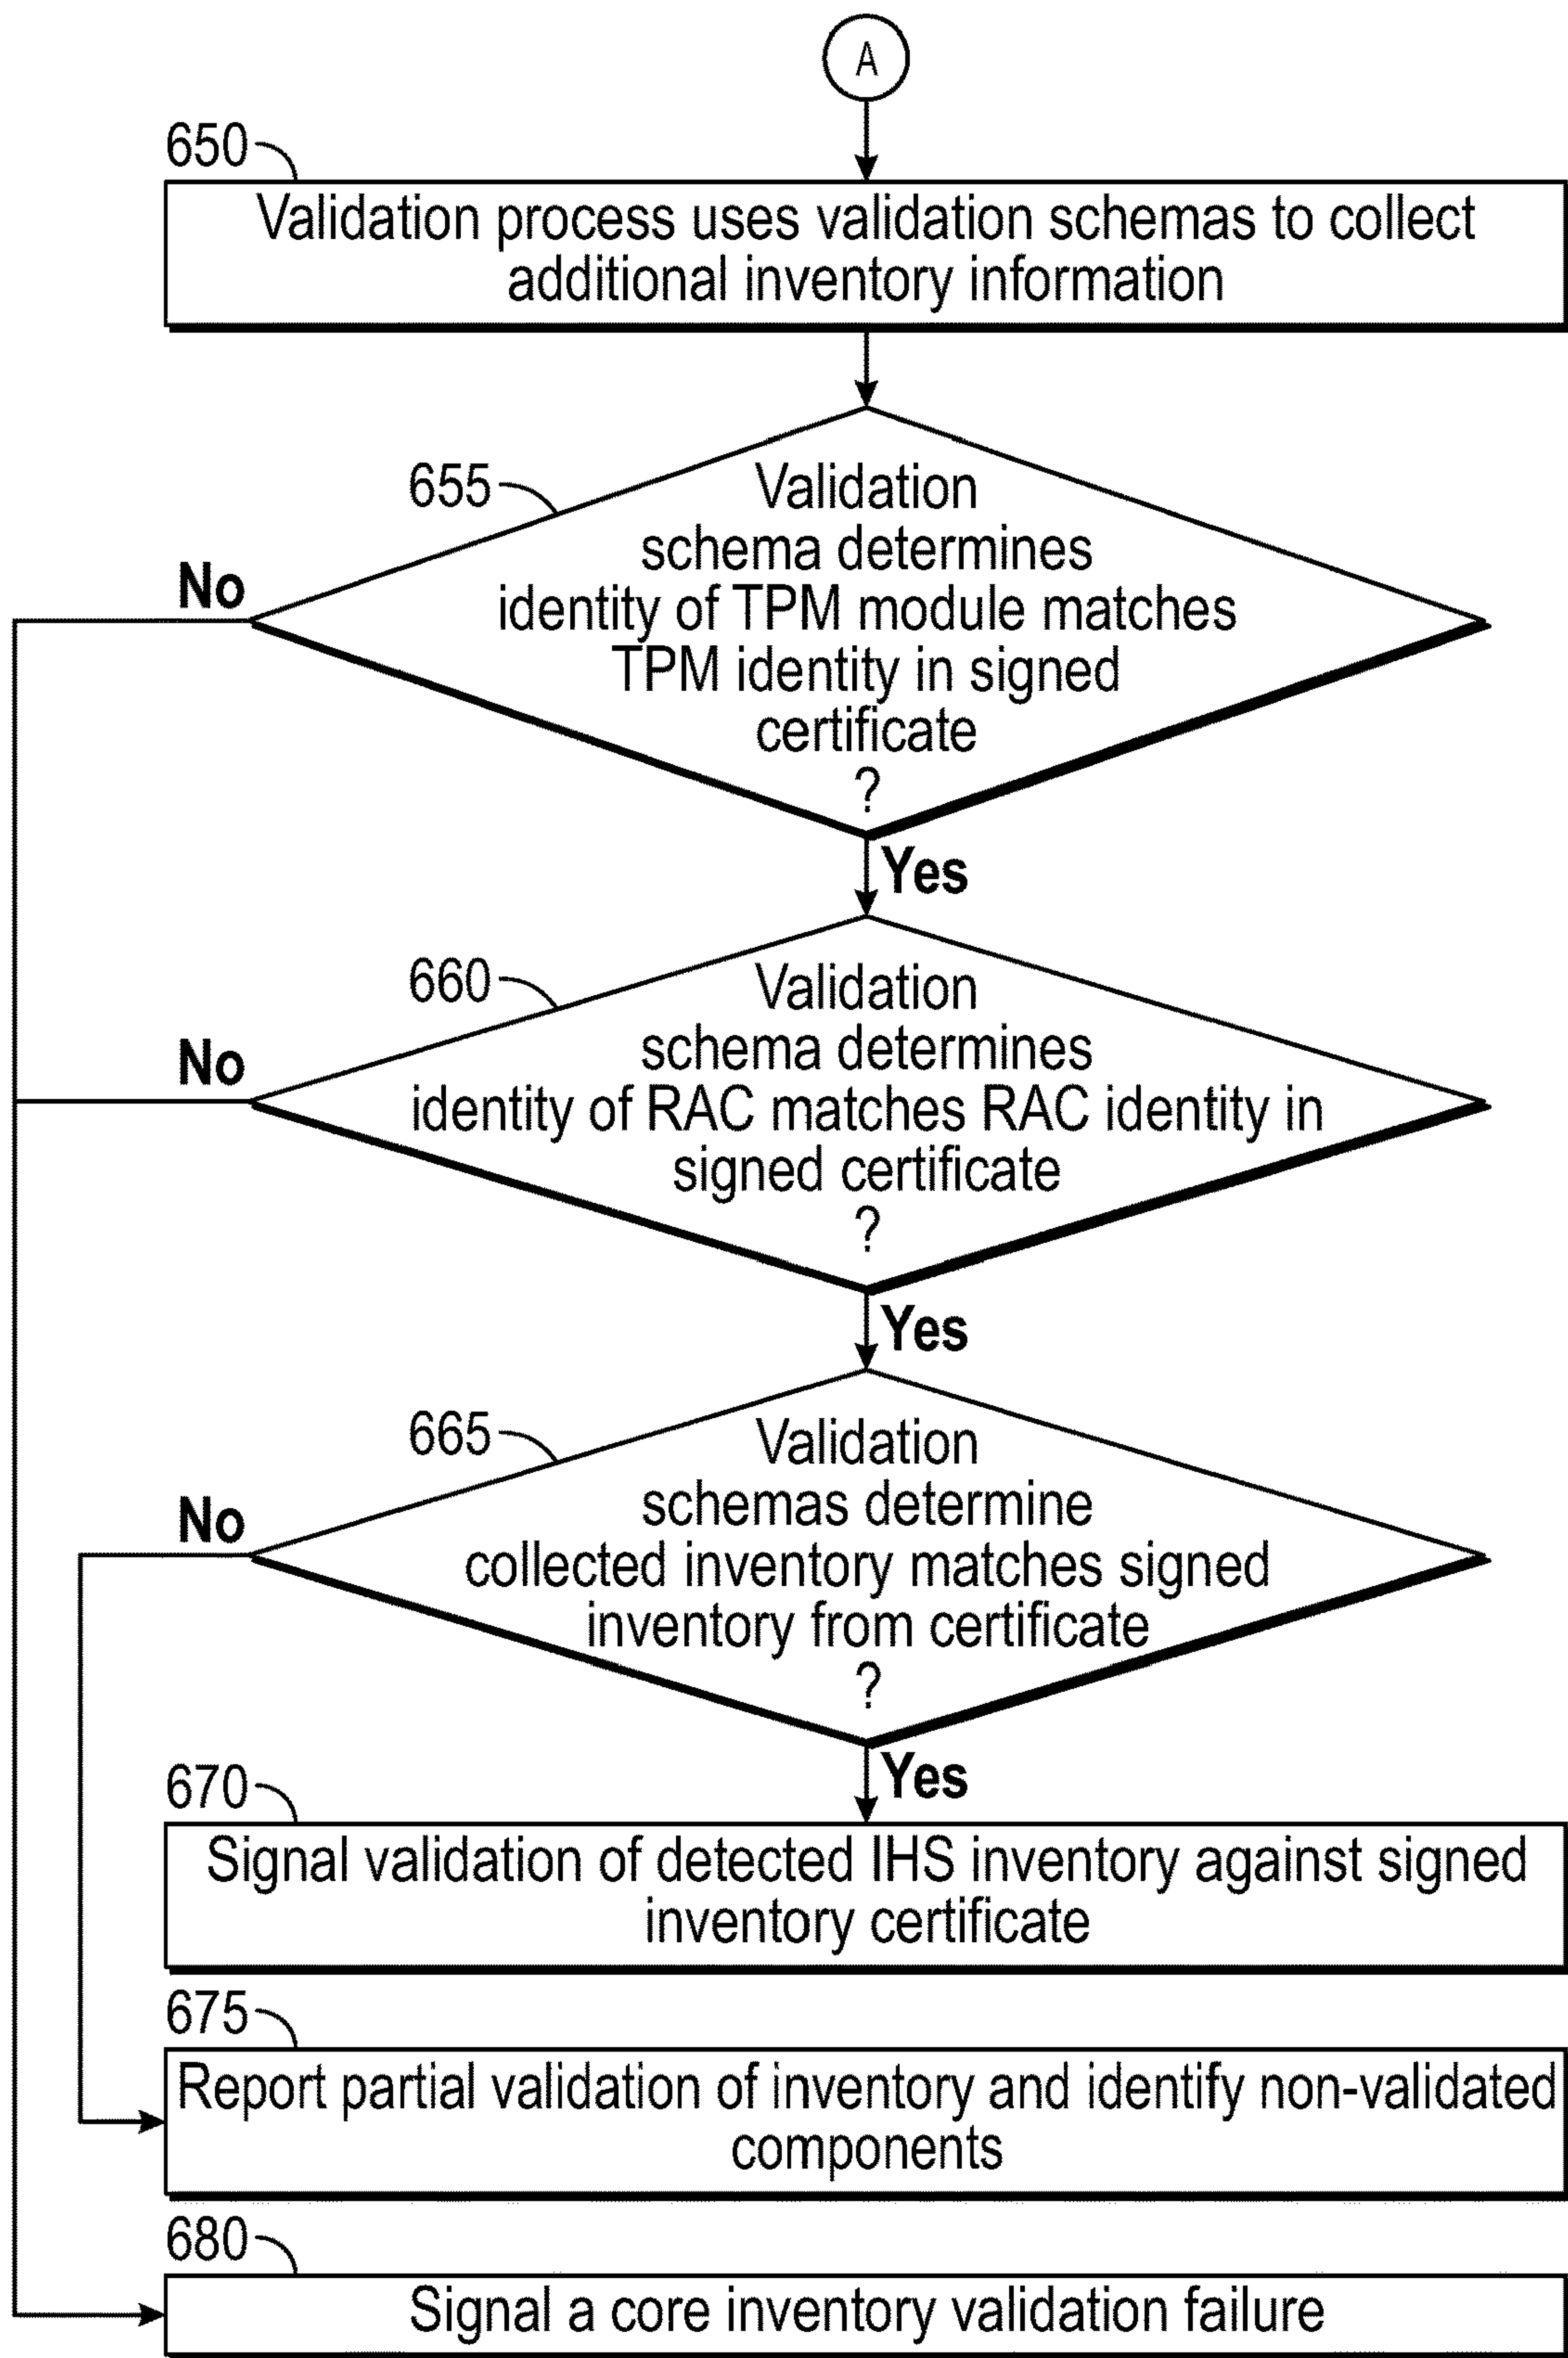 A
650
Validation process uses validation schemas to collect
additional inventory information
655
Validation
schema determines
identity of TPM module matches
TPM identity in signed
certificate
?
No
Yes
660
Validation
schema determines
identity of RAC matches RAC identity in
signed certificate
?
No
Yes
665
Validation
schemas determine
collected inventory matches signed
inventory from certificate
?
No
Yes
670
Signal validation of detected IHS inventory against signed
inventory certificate
675
Report partial validation of inventory and identify non-validated
components
680
Signal a core inventory validation failure